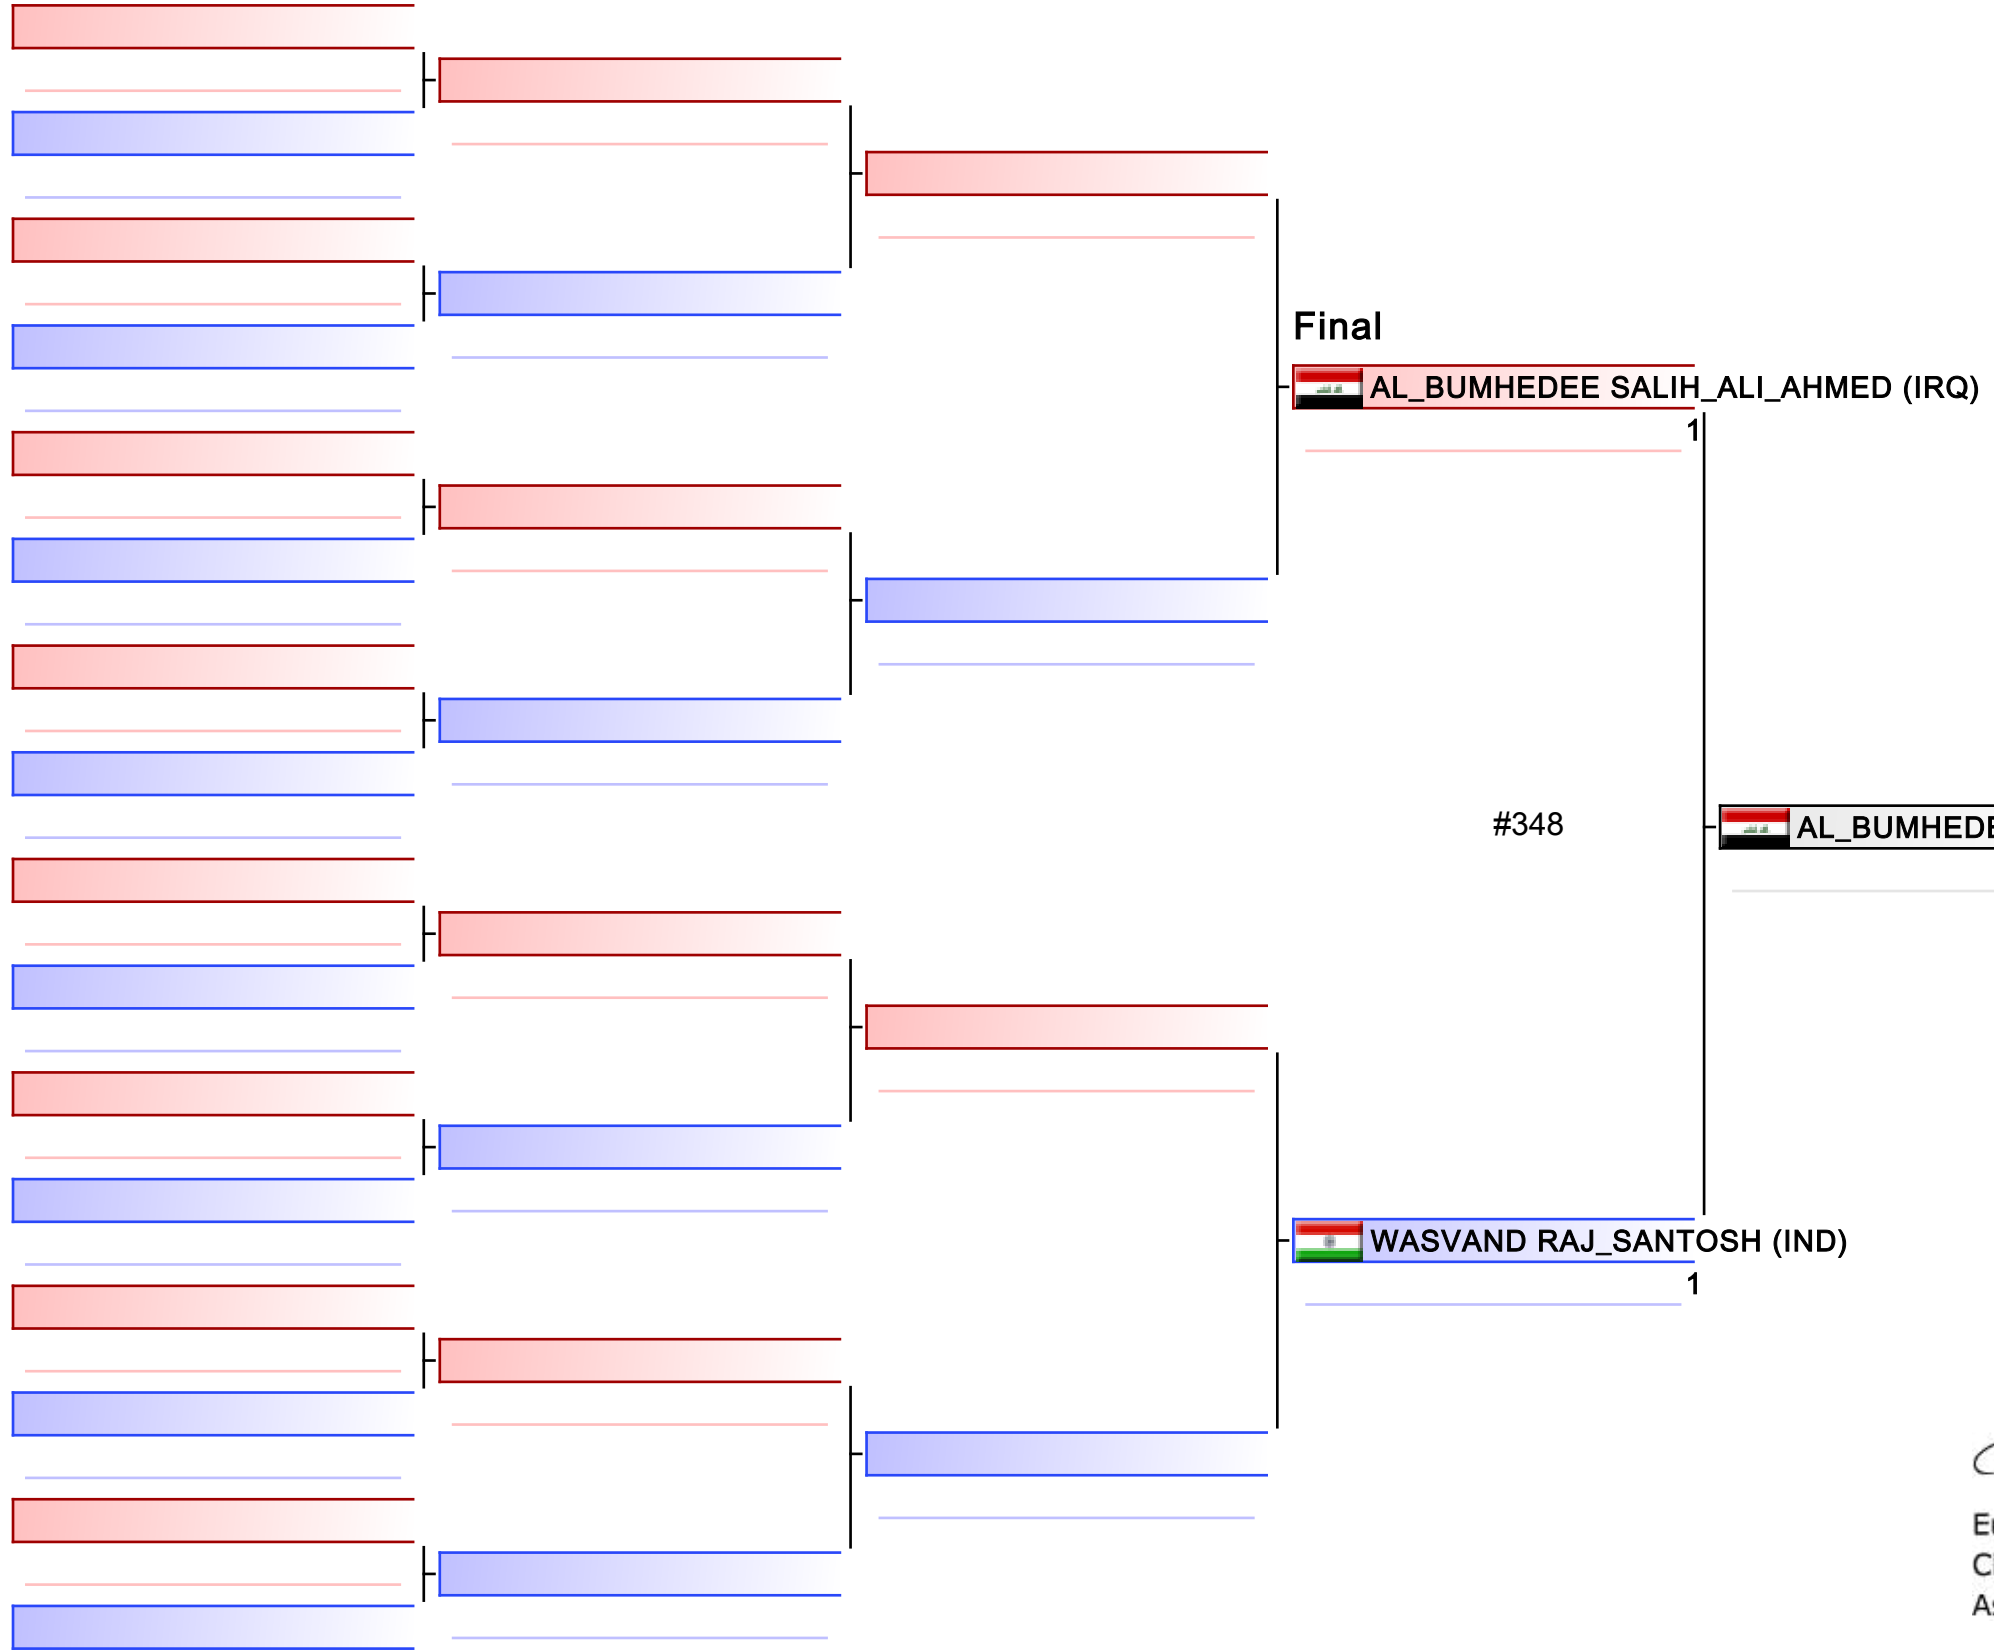 Final
AL_BUMHEDEE SALIH_ALI_AHMED (IRQ)
1
#348
WASVAND RAJ_SANTOSH (IND)
1